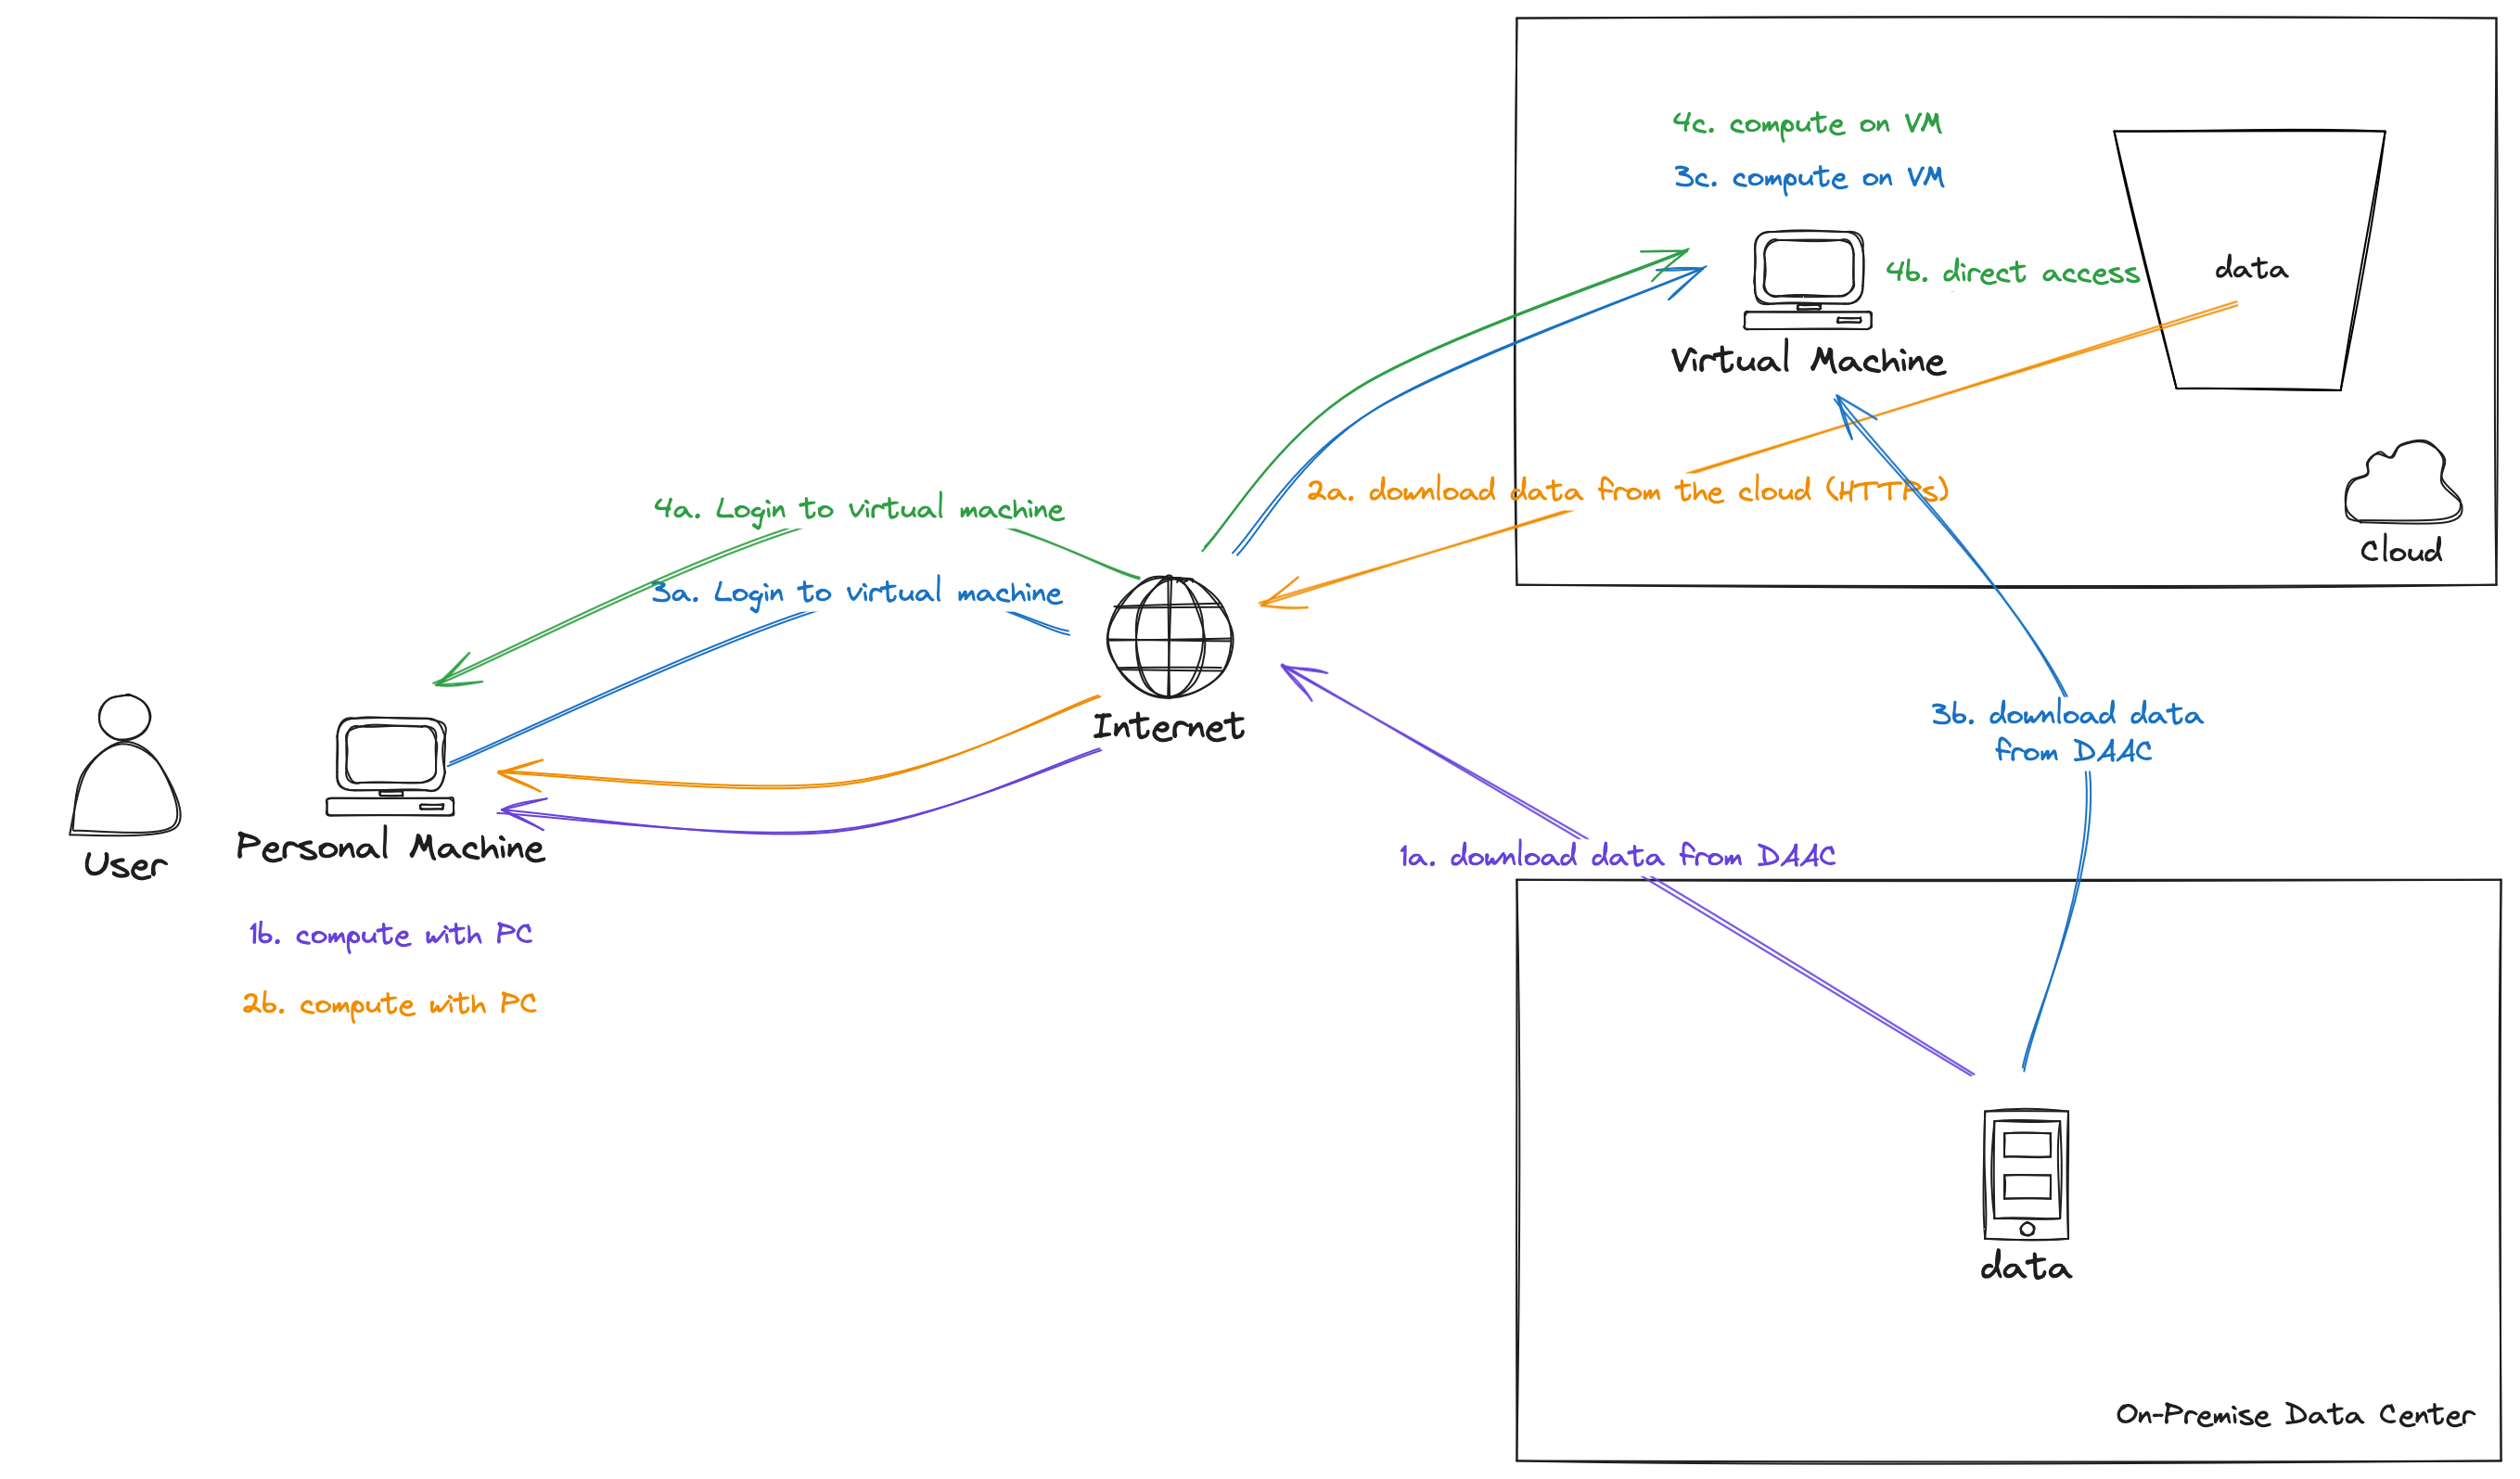 4c. compute on VM
3c. compute on VM
data
4b. direct access
Virtual Machine
2a. download data from the cloud (HTTPs)
Cloud
4a. Login to virtual machine
3a. Login to virtual machine
Internet
3b. download data
from DAAC
User
Personal Machine
1a. download data from DAAC
1b. compute with PC
2b. compute with PC
data
On-Premise Data Center